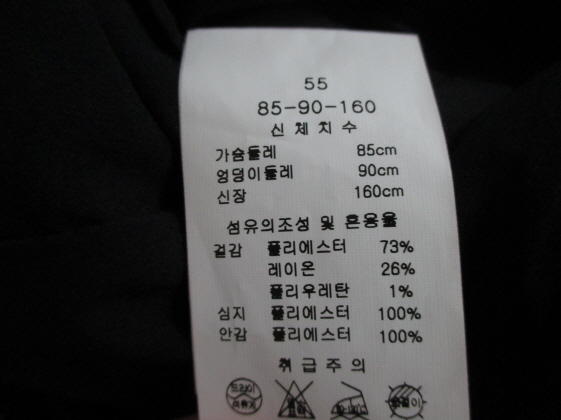 55
85-90-160
신체치수
가슴둘레 85cm
엉덩이둘레 90cm
신장 160cm
섬유의조성 및 혼용율
겉감 폴리에스터 73%
레이온 26%
폴리우레탄 1%
심지 폴리에스터 100%
안감 폴리에스터 100%
취급주의
드라이